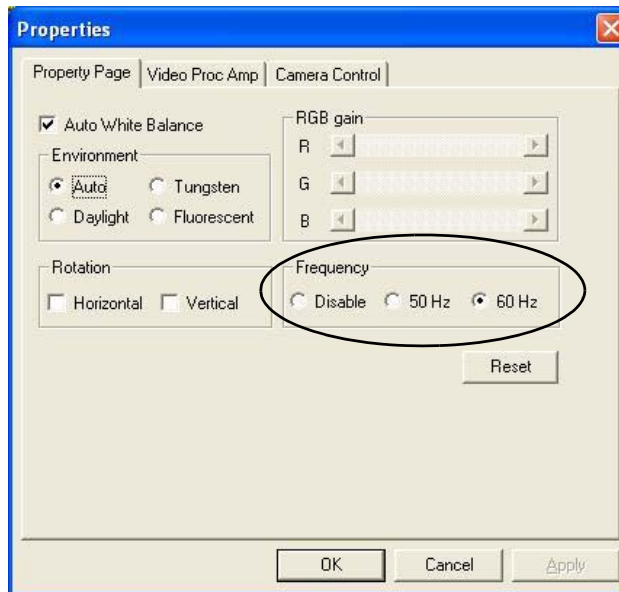 Properties
Property Page Video Proc Amp Camera Control
Auto White Balance
Environment
Auto Tungsten
Daylight Fluorescent
RGB gain
R
G
B
Rotation
Horizontal Vertical
Frequency
Disable 50 Hz 60 Hz
Reset
OK Cancel Apply